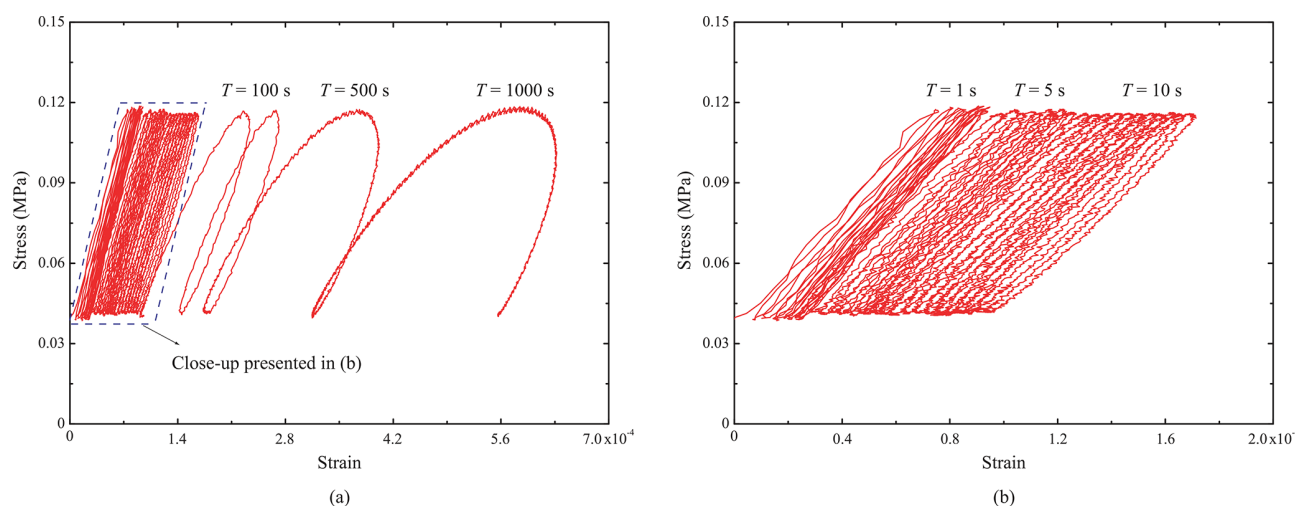 0.15
0.12
0.09
0.06
0.03
0
Stress (MPa)
T = 100 s
T = 500 s
T = 1000 s
Close-up presented in (b)
0
1.4
2.8
4.2
5.6
7.0x10⁻⁴
Strain
(a)
0.15
0.12
0.09
0.06
0.03
0
Stress (MPa)
T = 1 s
T = 5 s
T = 10 s
0
0.4
0.8
1.2
1.6
2.0x10⁻
Strain
(b)